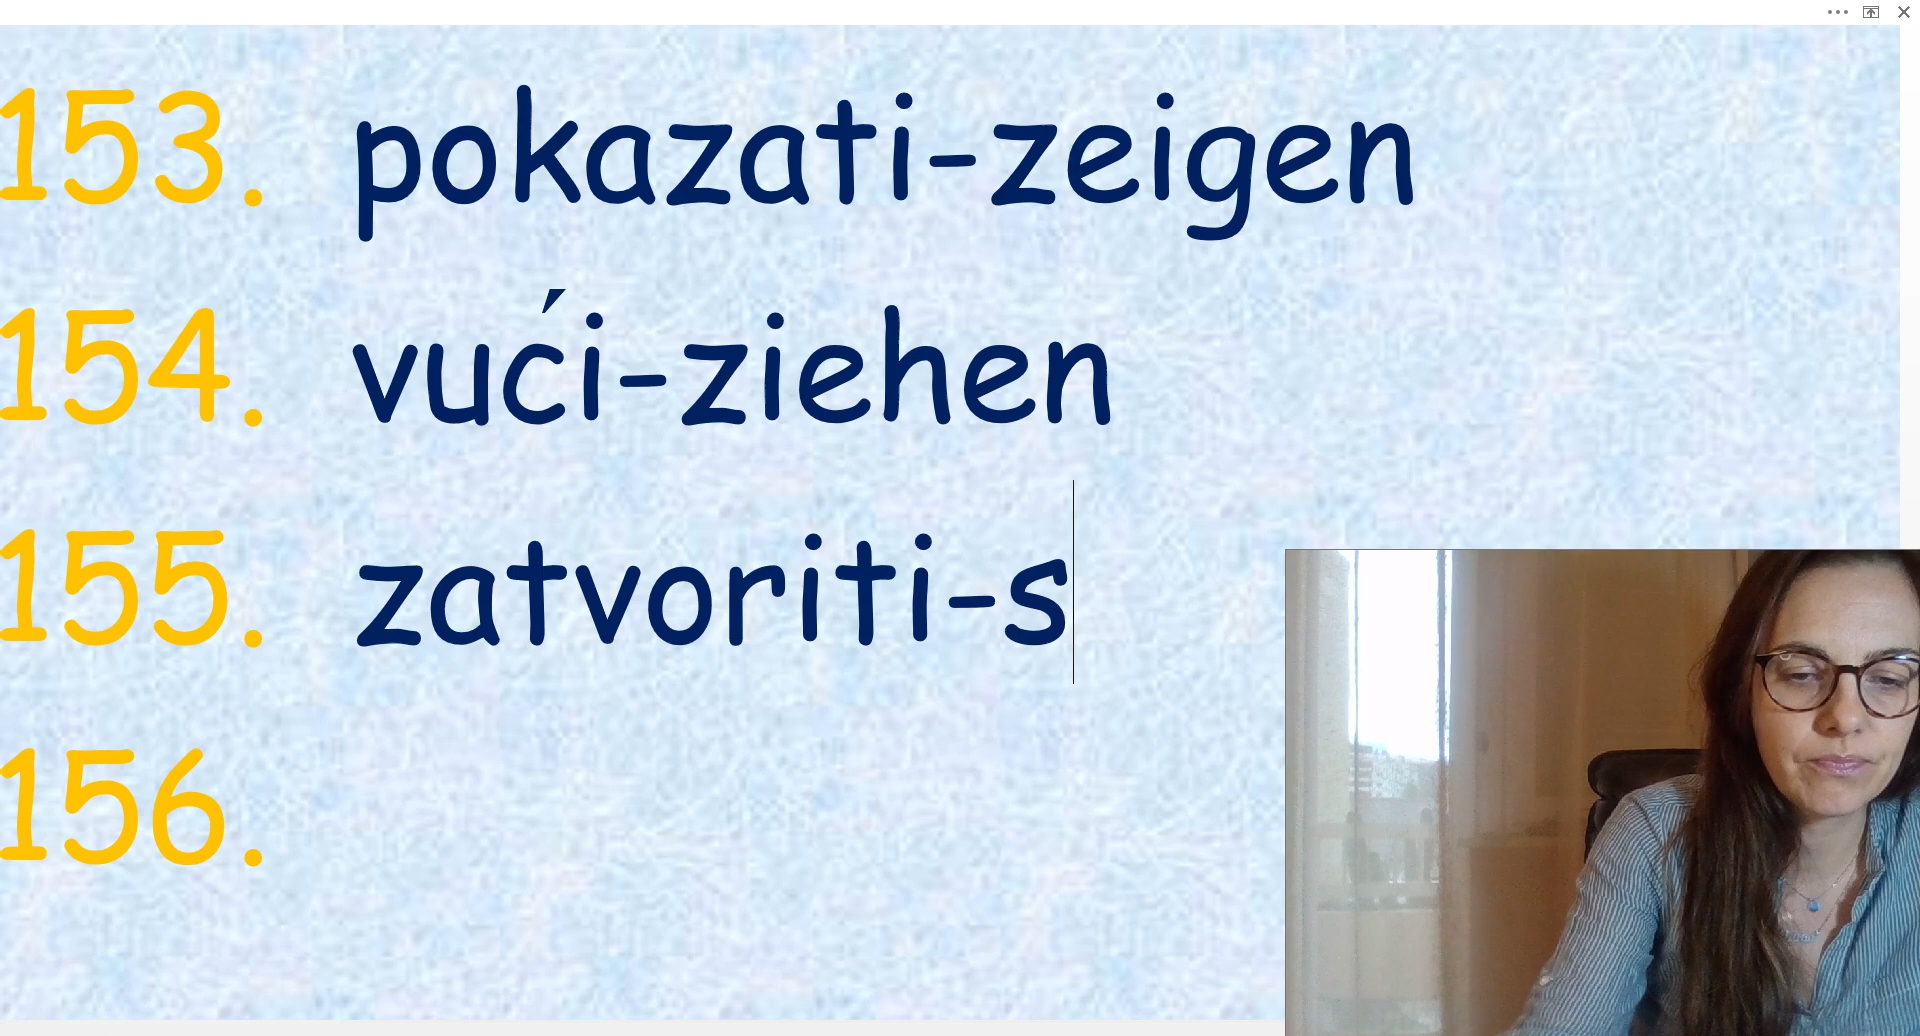 153. pokazati-zeigen
154. vući-ziehen
155. zatvoriti-s
156.